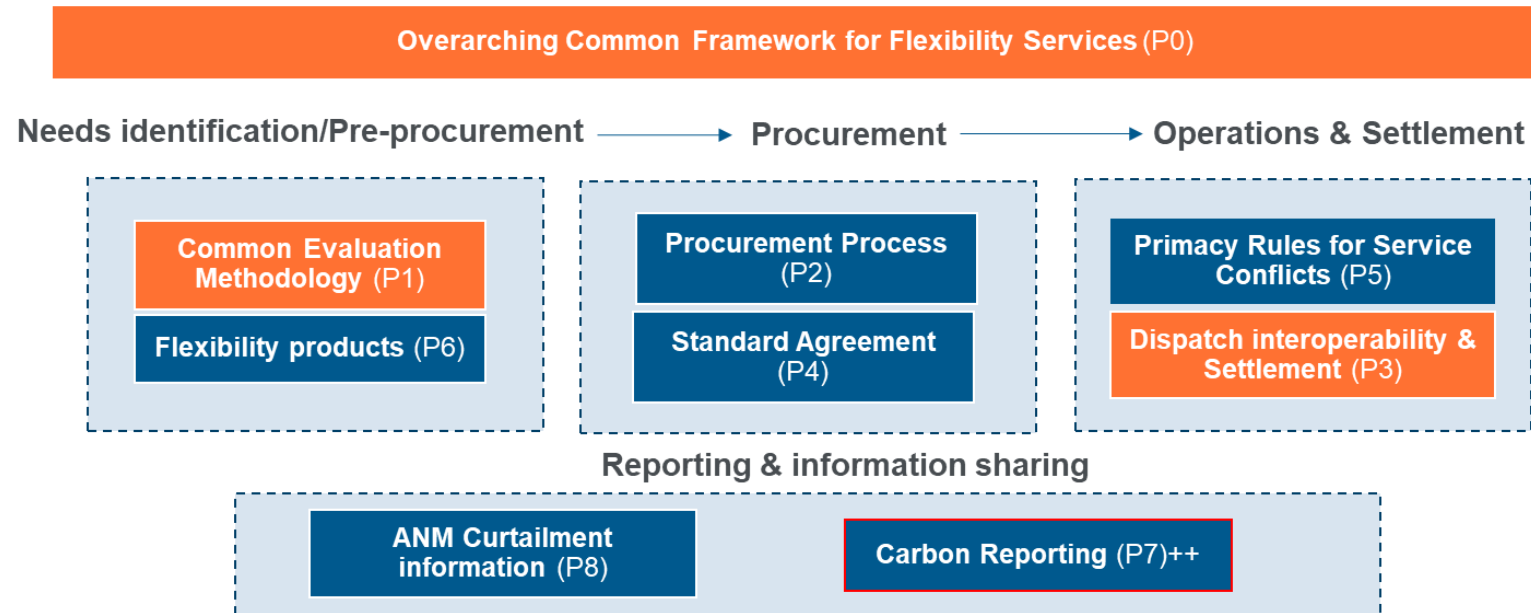 Overarching Common Framework for Flexibility Services (P0)
Needs identification/Pre-procurement
Procurement
Operations & Settlement
Common Evaluation
Methodology (P1)
Flexibility products (P6)
Procurement Process
(P2)
Standard Agreement
(P4)
Primacy Rules for Service
Conflicts (P5)
Dispatch interoperability &
Settlement (P3)
Reporting & information sharing
ANM Curtailment
information (P8)
Carbon Reporting (P7)++